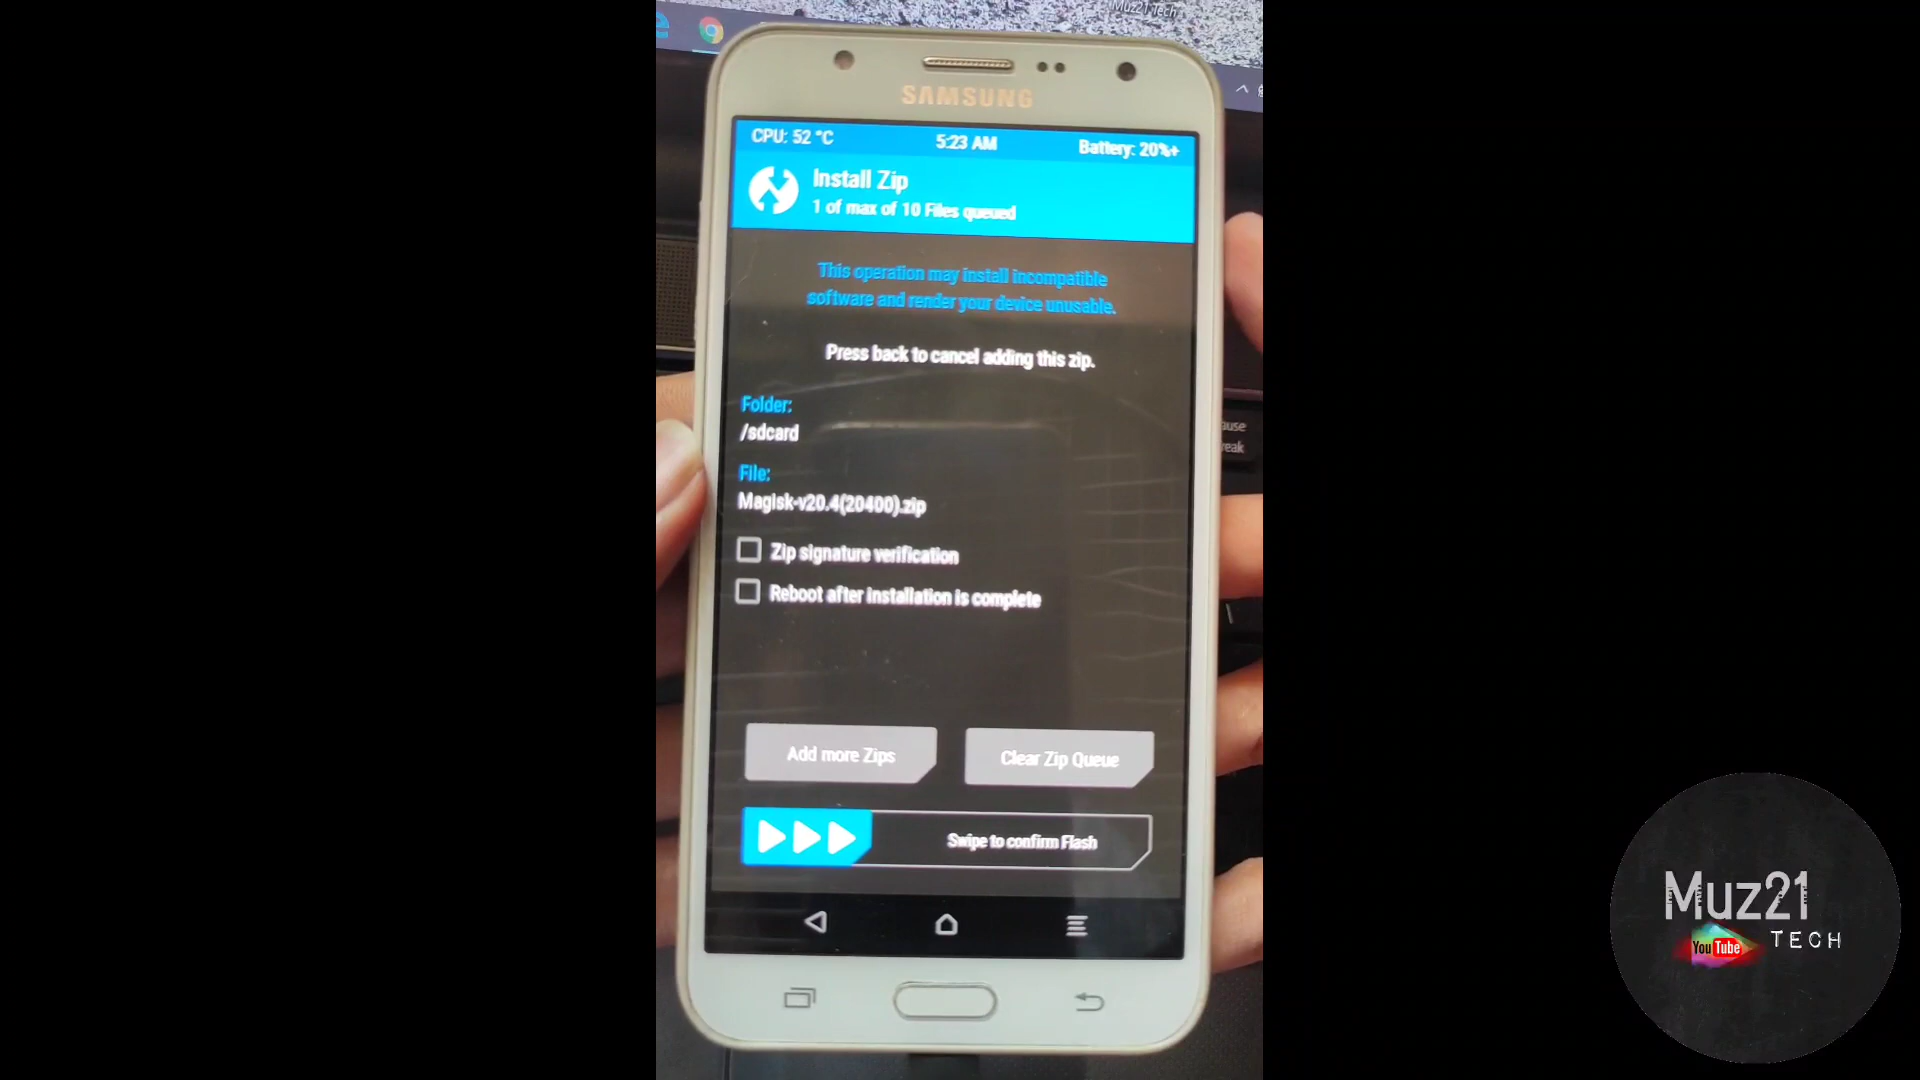 Muz21 Tech
SAMSUNG
CPU: 52 °C
5:23 AM
Battery: 20%+
Install Zip
1 of max of 10 Files queued
This operation may install incompatible
software and render your device unusable.
Press back to cancel adding this zip.
Folder:
/sdcard
File:
Magisk-v20.4(20400).zip
Zip signature verification
Reboot after installation is complete
Add more Zips
Clear Zip Queue
Swipe to confirm Flash
Muz21
YouTube
TECH